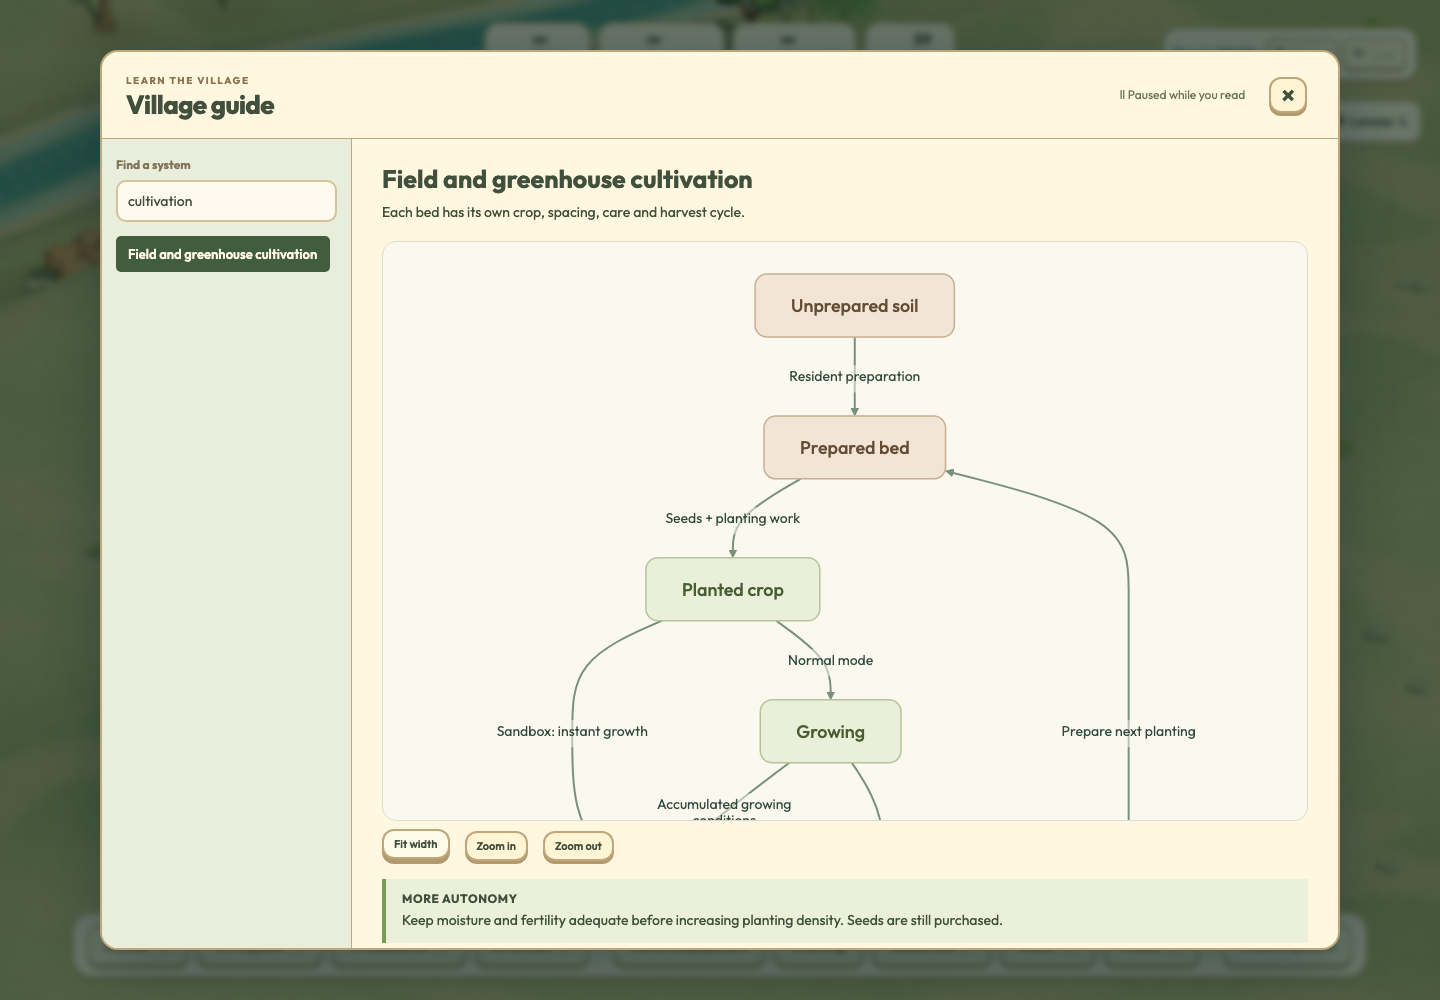 LEARN THE VILLAGE
Village guide
II Paused while you read
Find a system
cultivation
Field and greenhouse cultivation
Field and greenhouse cultivation
Each bed has its own crop, spacing, care and harvest cycle.
Unprepared soil
Resident preparation
Prepared bed
Seeds + planting work
Planted crop
Normal mode
Growing
Sandbox: instant growth
Prepare next planting
Accumulated growing
conditions
Fit width
Zoom in
Zoom out
MORE AUTONOMY
Keep moisture and fertility adequate before increasing planting density. Seeds are still purchased.